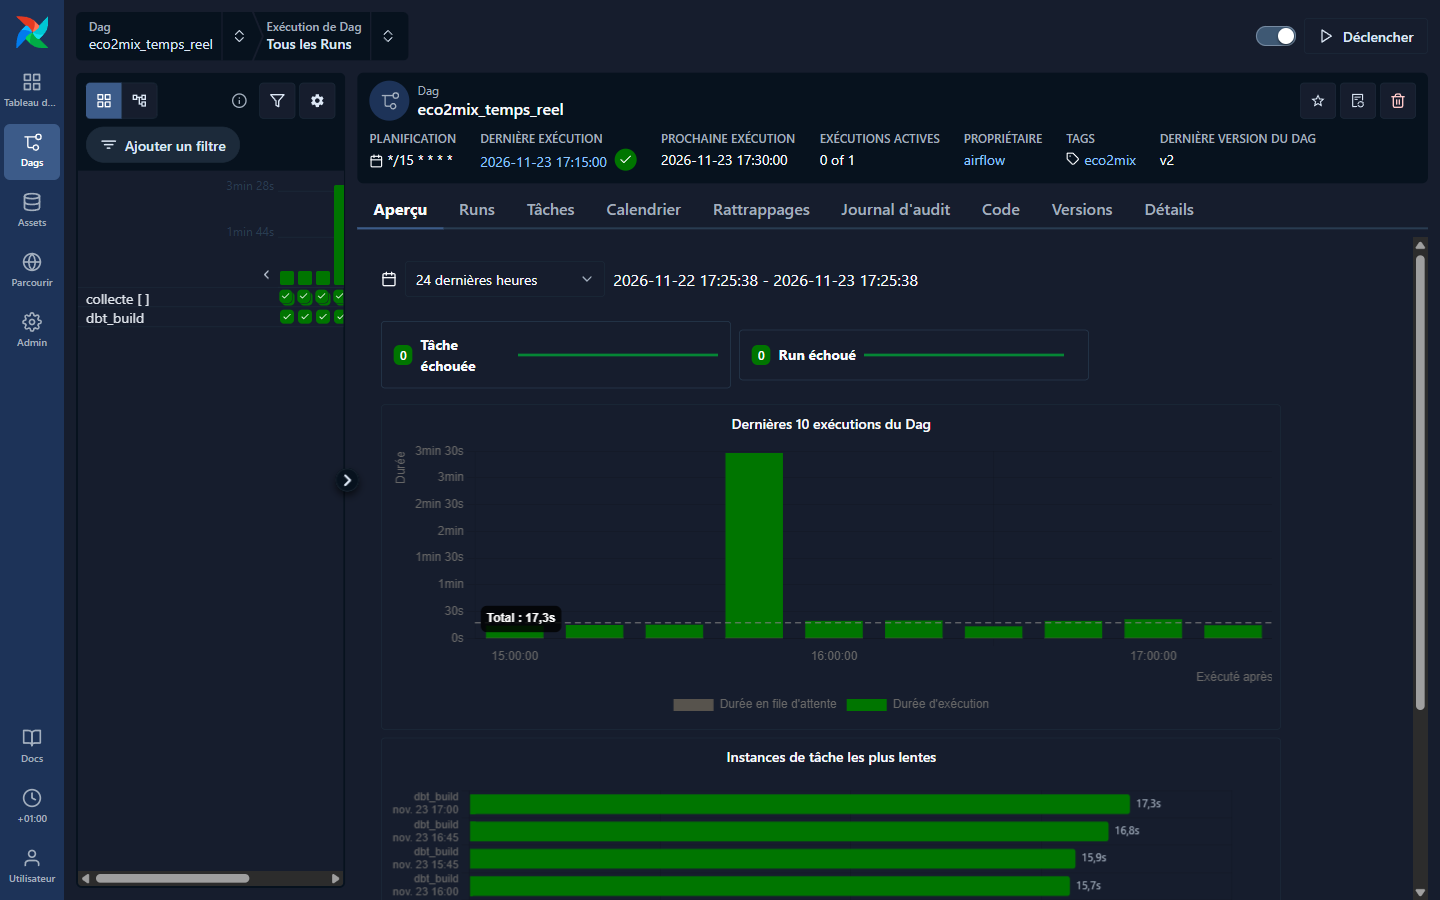 Dag
eco2mix_temps_reel
Exécution de Dag
Tous les Runs
Déclencher
Tableau d...
Dags
Assets
Parcourir
Admin
Docs
+01:00
Utilisateur
Ajouter un filtre
3min 28s
1min 44s
collecte [ ]
dbt_build
Dag
eco2mix_temps_reel
PLANIFICATION
*/15 * * * *
DERNIÈRE EXÉCUTION
2026-11-23 17:15:00
PROCHAINE EXÉCUTION
2026-11-23 17:30:00
EXÉCUTIONS ACTIVES
0 of 1
PROPRIÉTAIRE
airflow
TAGS
eco2mix
DERNIÈRE VERSION DU DAG
v2
Aperçu
Runs
Tâches
Calendrier
Rattrappages
Journal d'audit
Code
Versions
Détails
24 dernières heures
2026-11-22 17:25:38 - 2026-11-23 17:25:38
0
Tâche
échouée
0
Run échoué
Dernières 10 exécutions du Dag
Durée
3min 30s
3min
2min 30s
2min
1min 30s
1min
30s
0s
Total : 17,3s
15:00:00
16:00:00
17:00:00
Exécuté après
Durée en file d'attente
Durée d'exécution
Instances de tâche les plus lentes
dbt_build
nov. 23 17:00
17,3s
dbt_build
nov. 23 16:45
16,8s
dbt_build
nov. 23 15:45
15,9s
dbt_build
nov. 23 16:00
15,7s